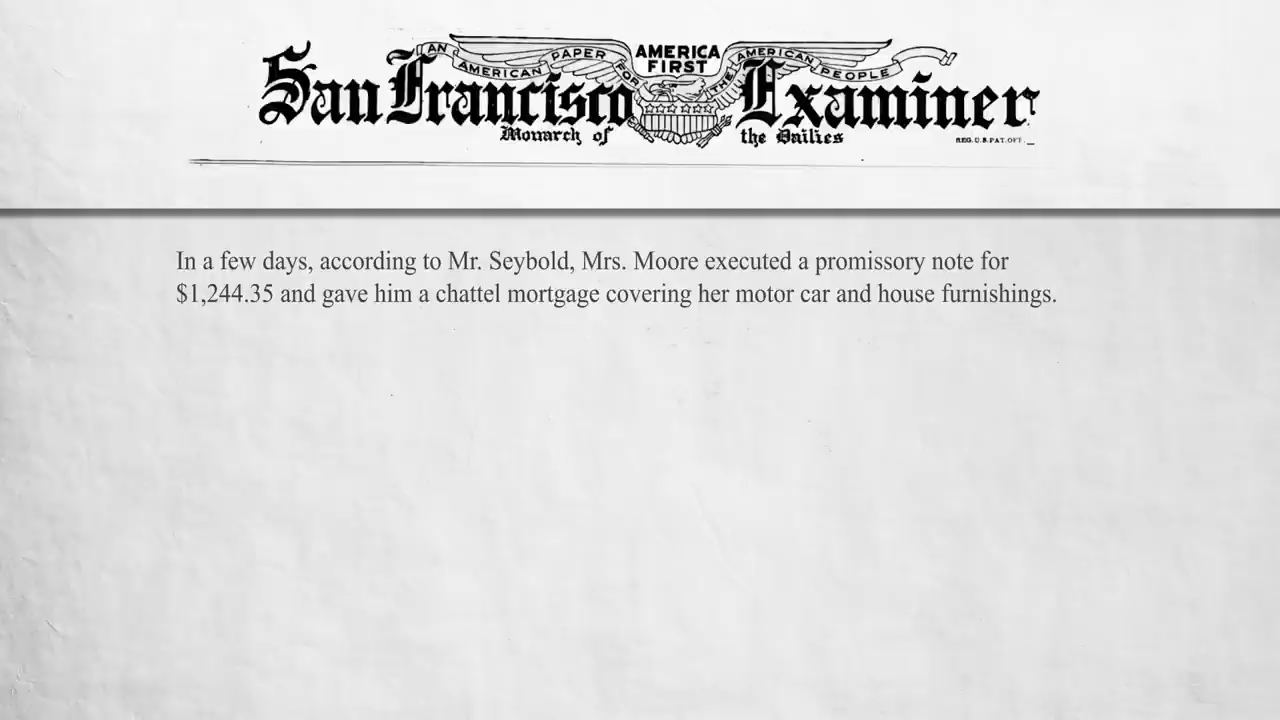 AN AMERICAN PAPER FOR THE AMERICAN PEOPLE
AMERICA FIRST
San Francisco Examiner
Monarch of the Dailies
REG. U.S. PAT. OFF.
In a few days, according to Mr. Seybold, Mrs. Moore executed a promissory note for
$1,244.35 and gave him a chattel mortgage covering her motor car and house furnishings.